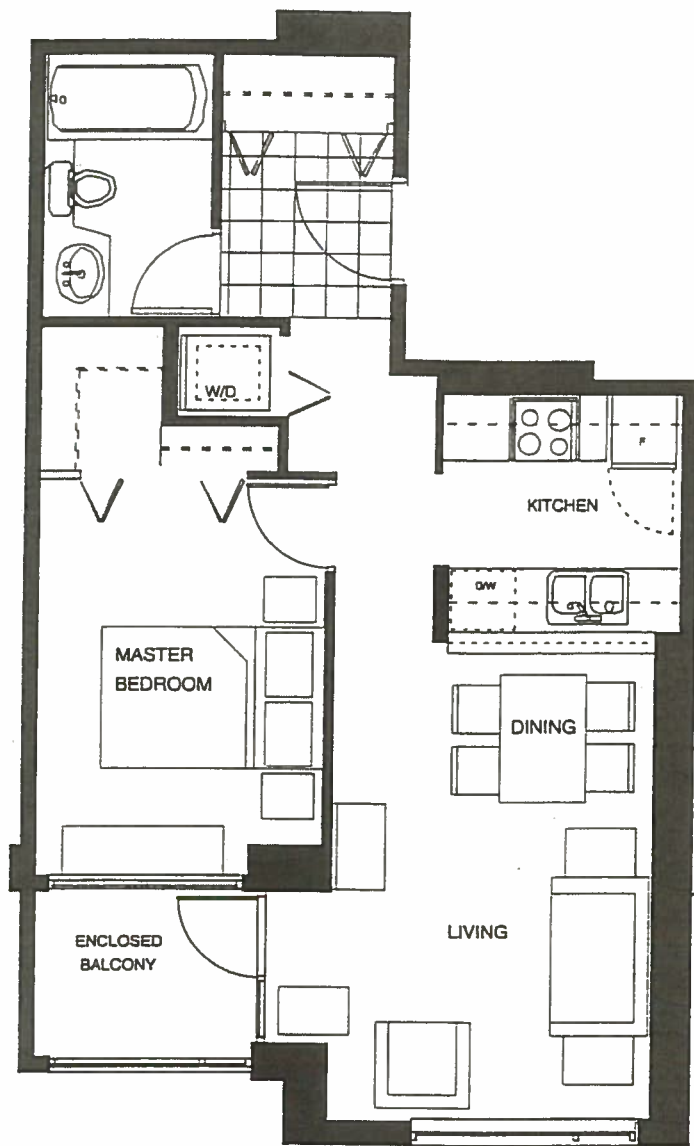 W/D
F
KITCHEN
D/W
MASTER
BEDROOM
DINING
LIVING
ENCLOSED
BALCONY